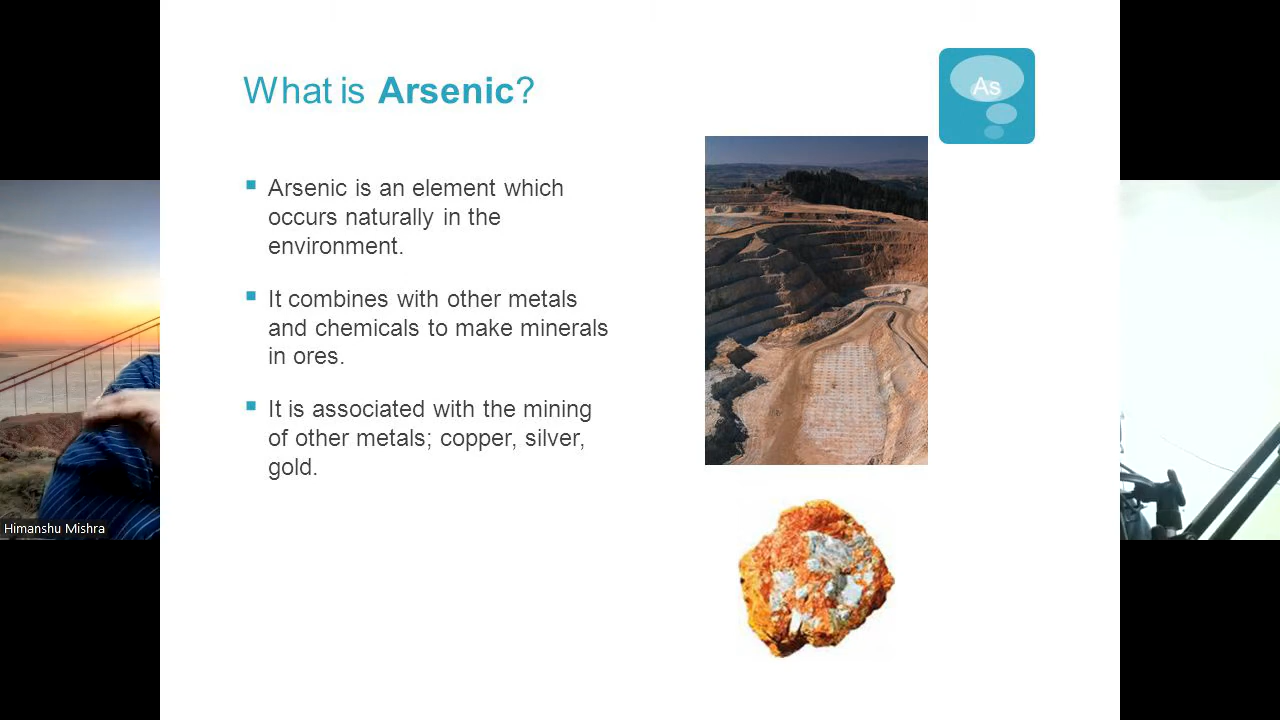 What is Arsenic?
As
Arsenic is an element which
occurs naturally in the
environment.
It combines with other metals
and chemicals to make minerals
in ores.
It is associated with the mining
of other metals; copper, silver,
gold.
Himanshu Mishra